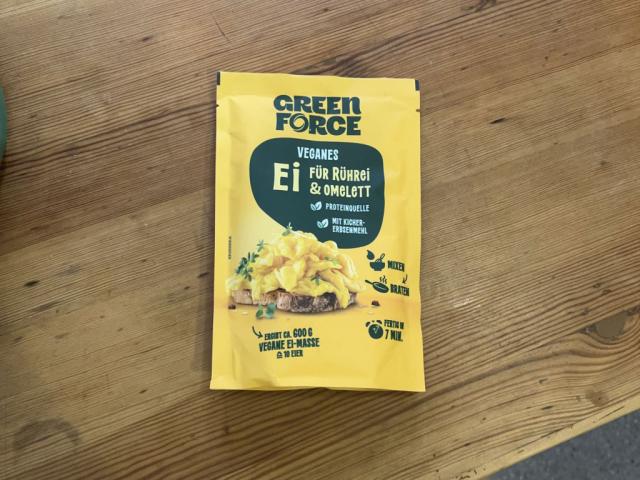 GREEN
FORCE
VEGANES
Ei FÜR RÜHREi
& OMELETT
PROTEINQUELLE
MIT KICHER-
ERBSENMEHL
MIXEN
BRATEN
FERTIG IN
7 MIN.
ERGIBT CA. 600 G
VEGANE Ei-MASSE
≙ 10 EIER